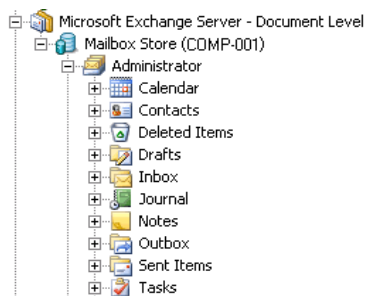 Microsoft Exchange Server - Document Level
Mailbox Store (COMP-001)
Administrator
Calendar
Contacts
Deleted Items
Drafts
Inbox
Journal
Notes
Outbox
Sent Items
Tasks